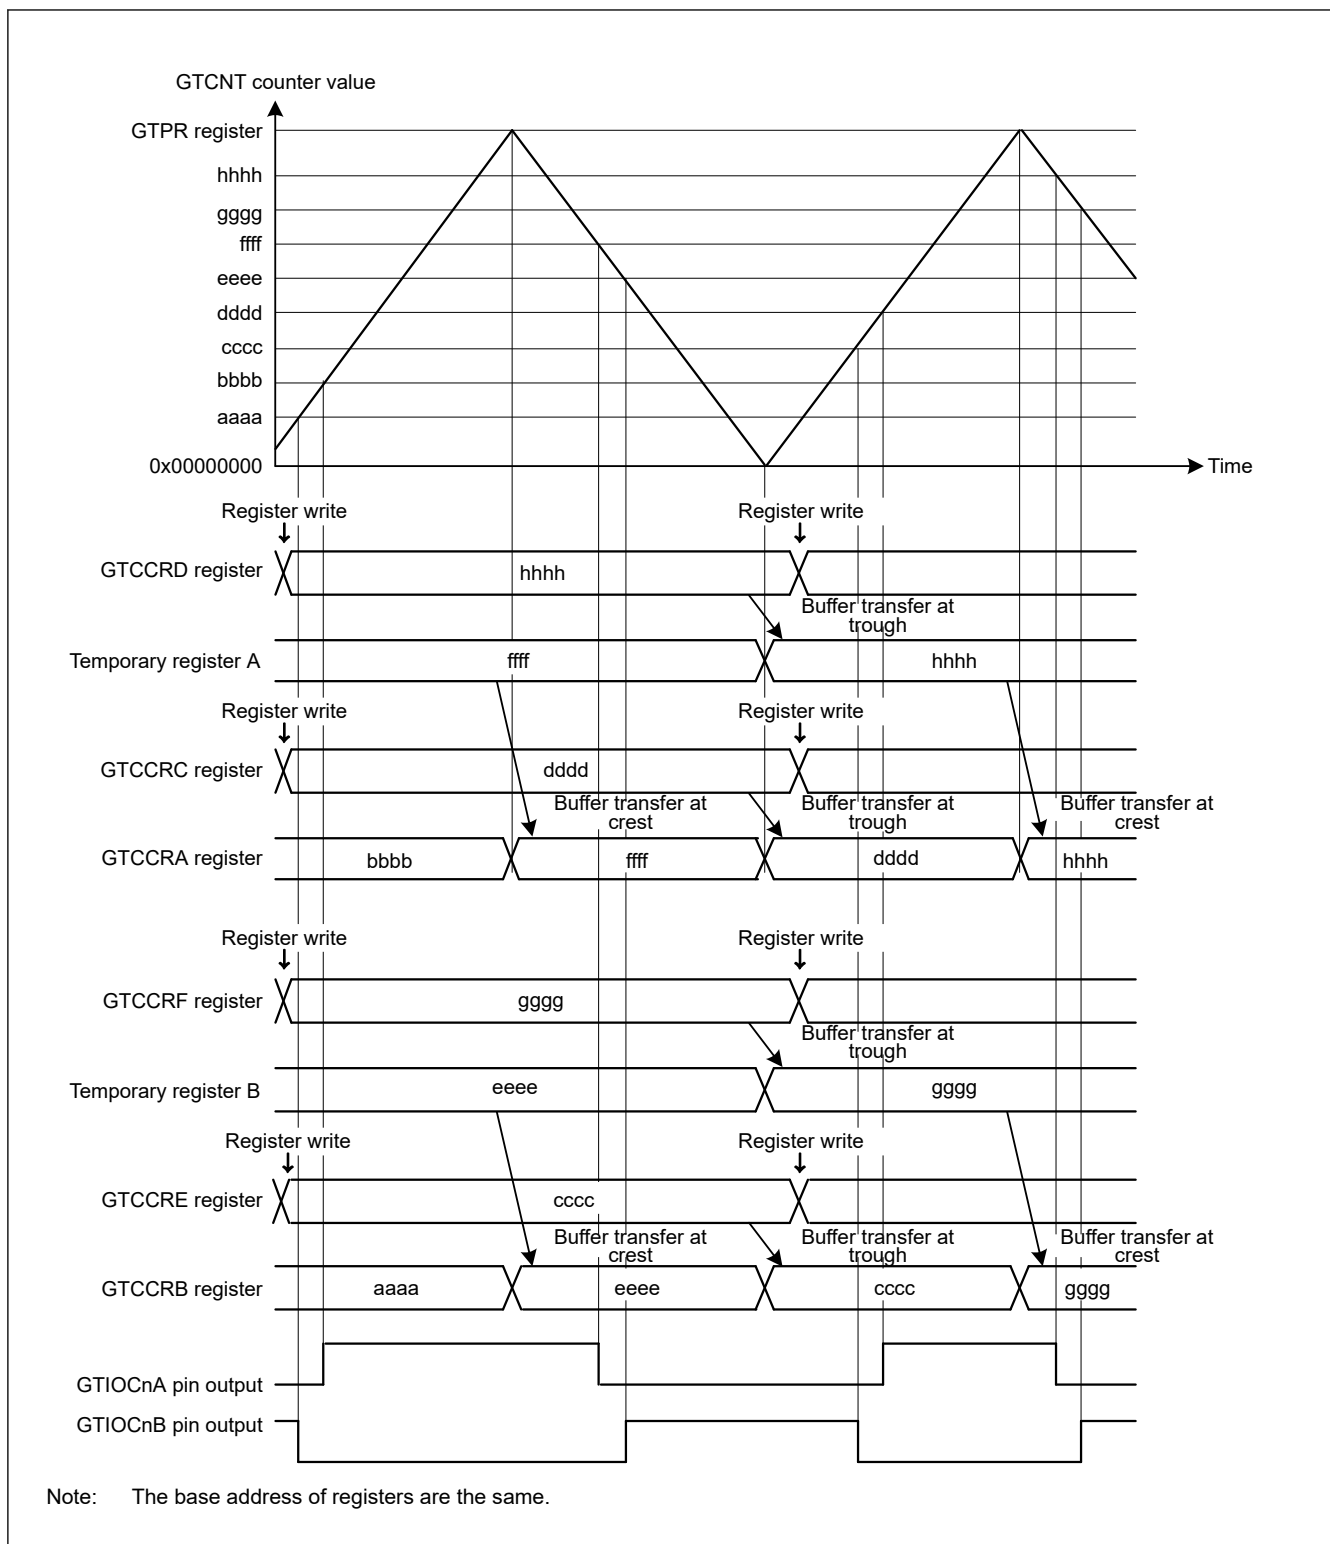 GTCNT counter value
GTPR register
hhhh
gggg
ffff
eeee
dddd
cccc
bbbb
aaaa
0x00000000
Time
Register write
Register write
GTCCRD register
hhhh
Buffer transfer at
trough
Temporary register A
ffff
hhhh
Register write
Register write
GTCCRC register
dddd
Buffer transfer at
crest
Buffer transfer at
trough
Buffer transfer at
crest
GTCCRA register
bbbb
ffff
dddd
hhhh
Register write
Register write
GTCCRF register
gggg
Buffer transfer at
trough
Temporary register B
eeee
gggg
Register write
Register write
GTCCRE register
cccc
Buffer transfer at
crest
Buffer transfer at
trough
Buffer transfer at
crest
GTCCRB register
aaaa
eeee
cccc
gggg
GTIOCnA pin output
GTIOCnB pin output
Note: The base address of registers are the same.